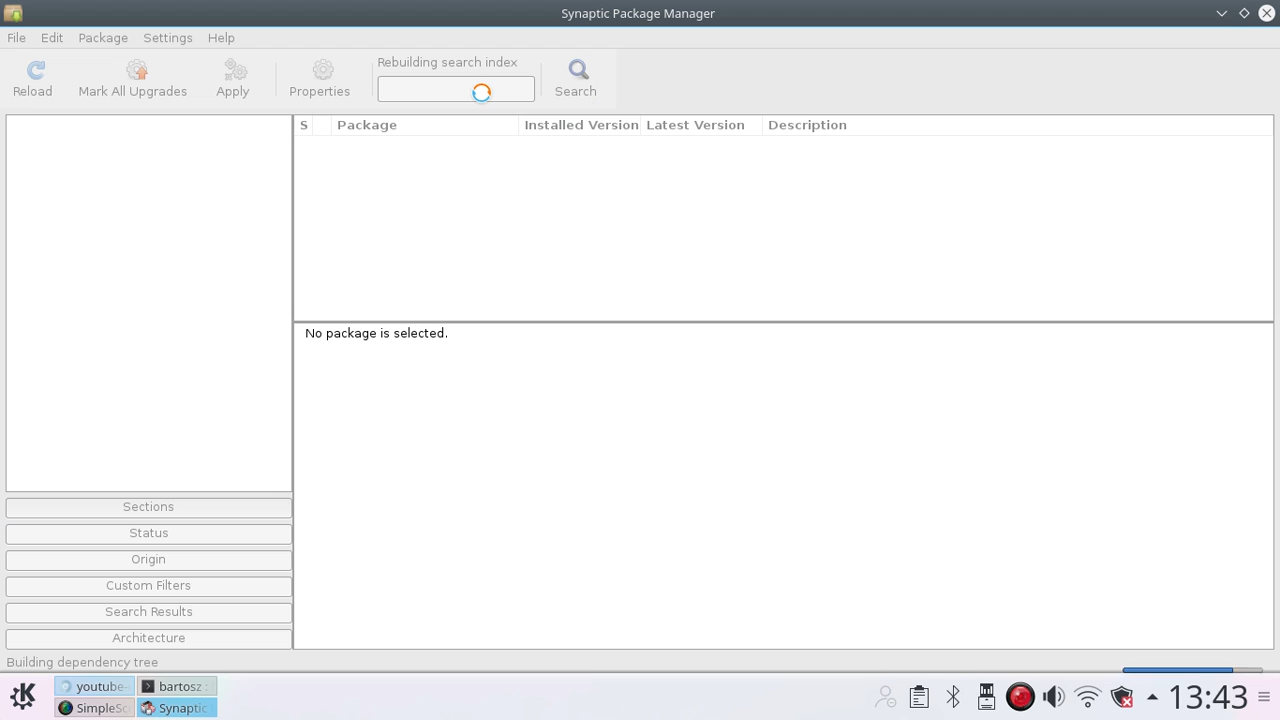 Synaptic Package Manager
File Edit Package Settings Help
Reload Mark All Upgrades Apply Properties Rebuilding search index Search
S Package Installed Version Latest Version Description
No package is selected.
Sections
Status
Origin
Custom Filters
Search Results
Architecture
Building dependency tree
youtube- bartosz :
SimpleScr Synaptic
13:43